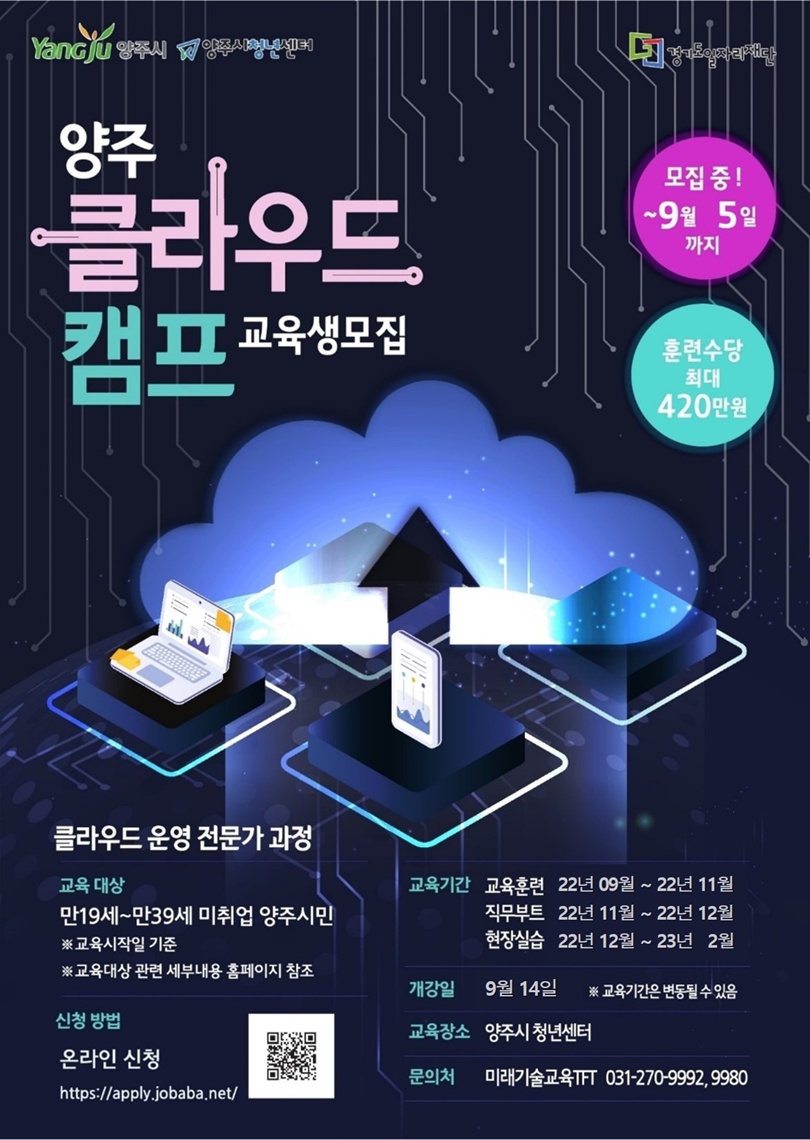 Yangju 양주시 양주시청년센터
경기도일자리재단
양주
클라우드
캠프 교육생모집
모집 중 !
~9월 5일
까지
훈련수당
최대
420만원
클라우드 운영 전문가 과정
교육 대상
만19세~만39세 미취업 양주시민
※교육시작일 기준
※교육대상 관련 세부내용 홈페이지 참조
신청 방법
온라인 신청
https://apply.jobaba.net/
교육기간 교육훈련 22년 09월 ~ 22년 11월
직무부트 22년 11월 ~ 22년 12월
현장실습 22년 12월 ~ 23년 2월
개강일 9월 14일 ※ 교육기간은 변동될 수 있음
교육장소 양주시 청년센터
문의처 미래기술교육TFT 031-270-9992, 9980